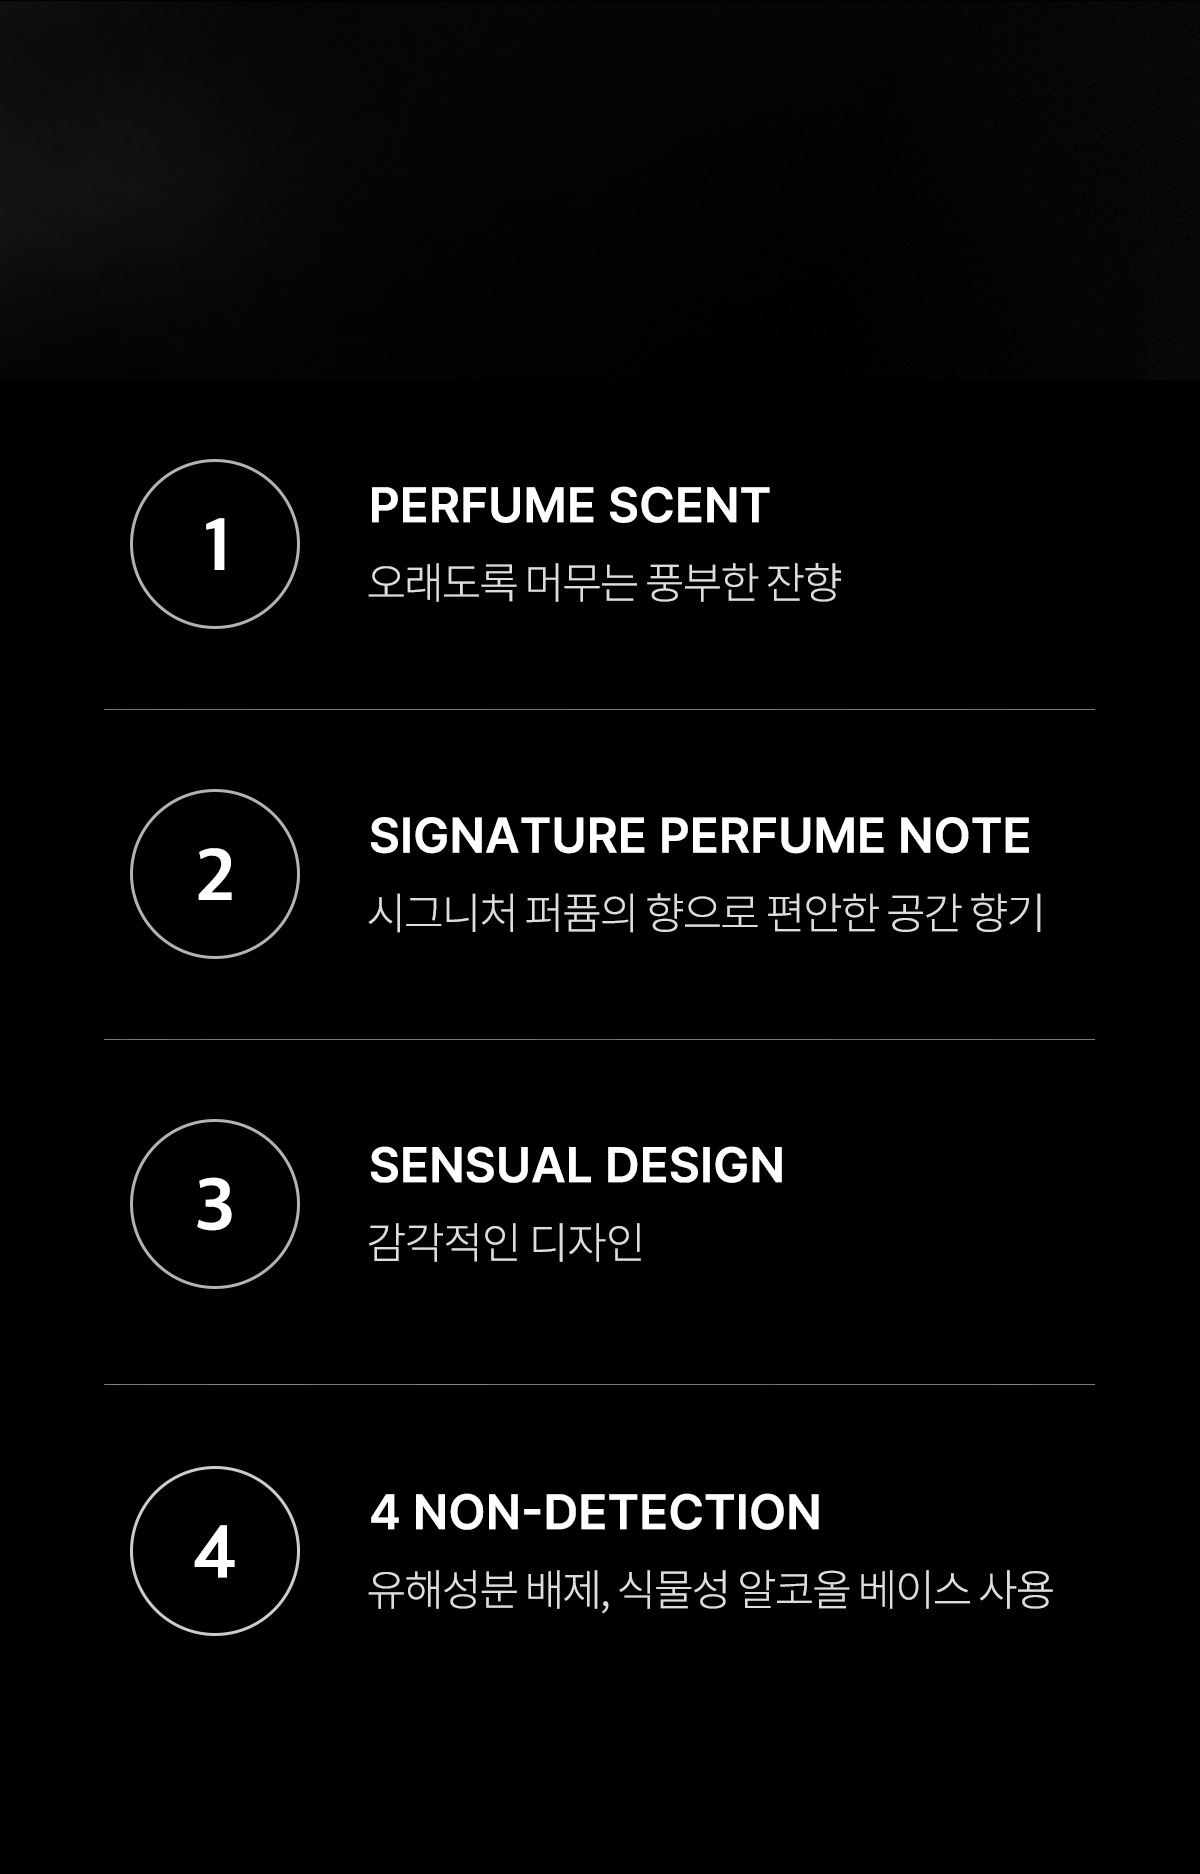 1
PERFUME SCENT
오래도록 머무는 풍부한 잔향
2
SIGNATURE PERFUME NOTE
시그니처 퍼퓸의 향으로 편안한 공간 향기
3
SENSUAL DESIGN
감각적인 디자인
4
4 NON-DETECTION
유해성분 배제, 식물성 알코올 베이스 사용